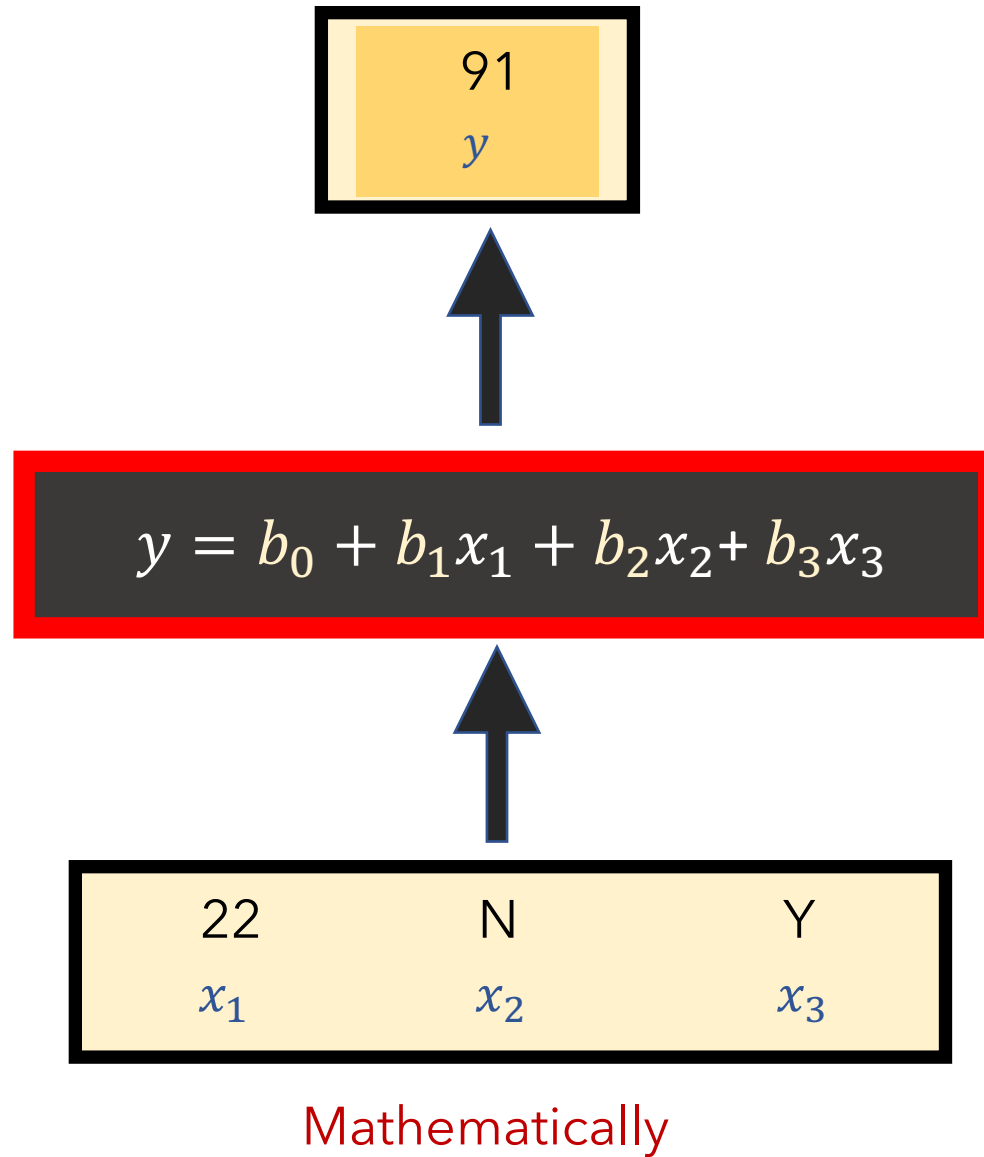 91
y
y = b₀ + b₁x₁ + b₂x₂+ b₃x₃
22 N Y
x₁ x₂ x₃
Mathematically